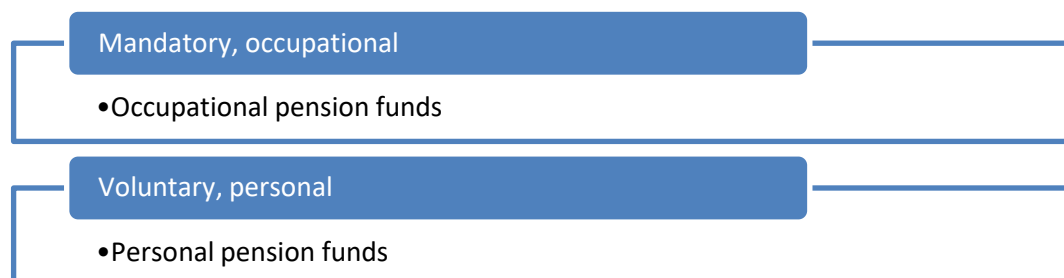 Mandatory, occupational
•Occupational pension funds
Voluntary, personal
•Personal pension funds